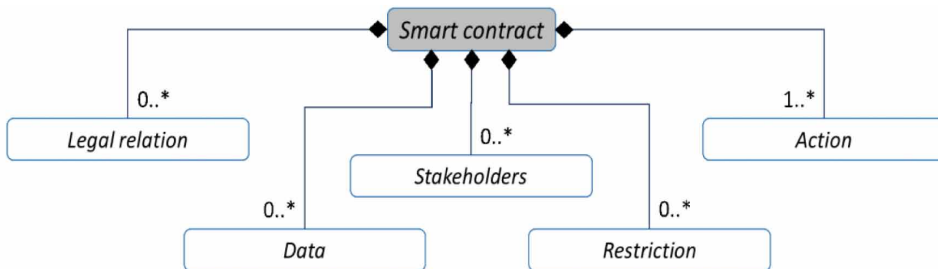 Smart contract
0..*
1..*
Legal relation
Action
0..*
Stakeholders
0..*
0..*
Data
Restriction